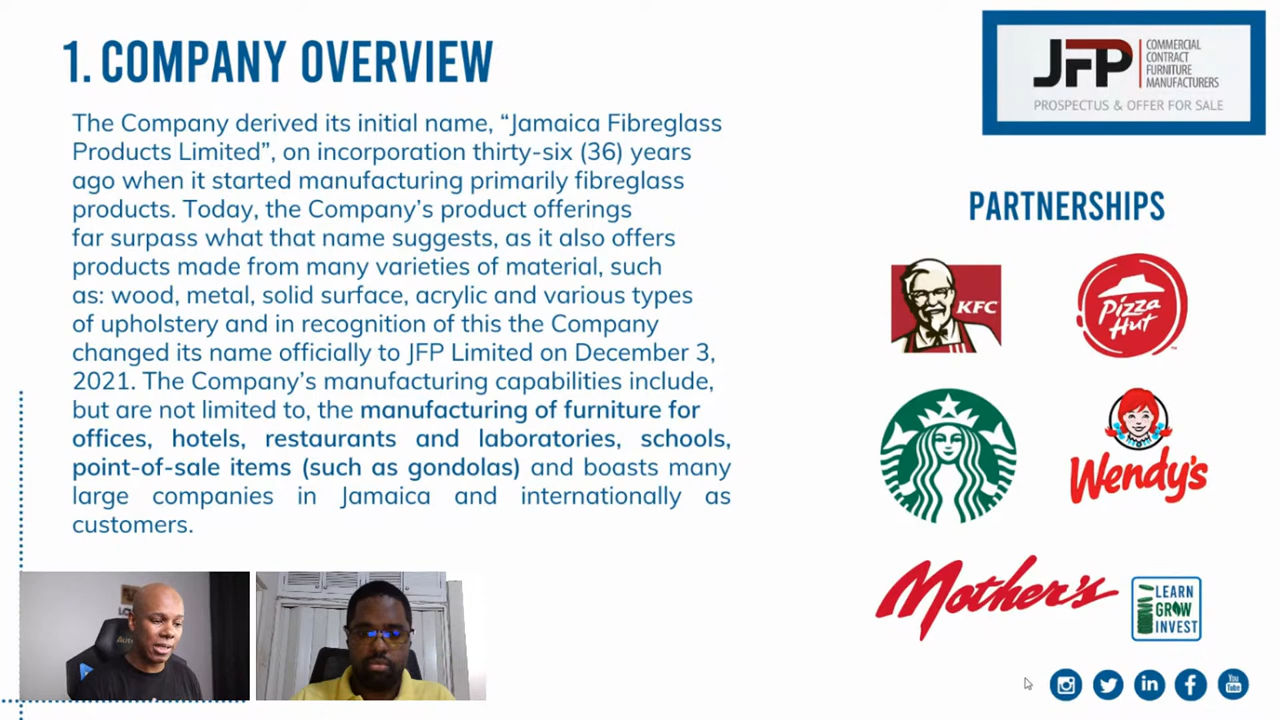 1. COMPANY OVERVIEW
The Company derived its initial name, “Jamaica Fibreglass
Products Limited”, on incorporation thirty-six (36) years
ago when it started manufacturing primarily fibreglass
products. Today, the Company’s product offerings
far surpass what that name suggests, as it also offers
products made from many varieties of material, such
as: wood, metal, solid surface, acrylic and various types
of upholstery and in recognition of this the Company
changed its name officially to JFP Limited on December 3,
2021. The Company’s manufacturing capabilities include,
but are not limited to, the manufacturing of furniture for
offices, hotels, restaurants and laboratories, schools,
point-of-sale items (such as gondolas) and boasts many
large companies in Jamaica and internationally as
customers.
JFP
COMMERCIAL
CONTRACT
FURNITURE
MANUFACTURERS
PROSPECTUS & OFFER FOR SALE
PARTNERSHIPS
KFC
Pizza
Hut
Wendy's
Mother's
LEARN
GROW
INVEST
in
f
You
Tube